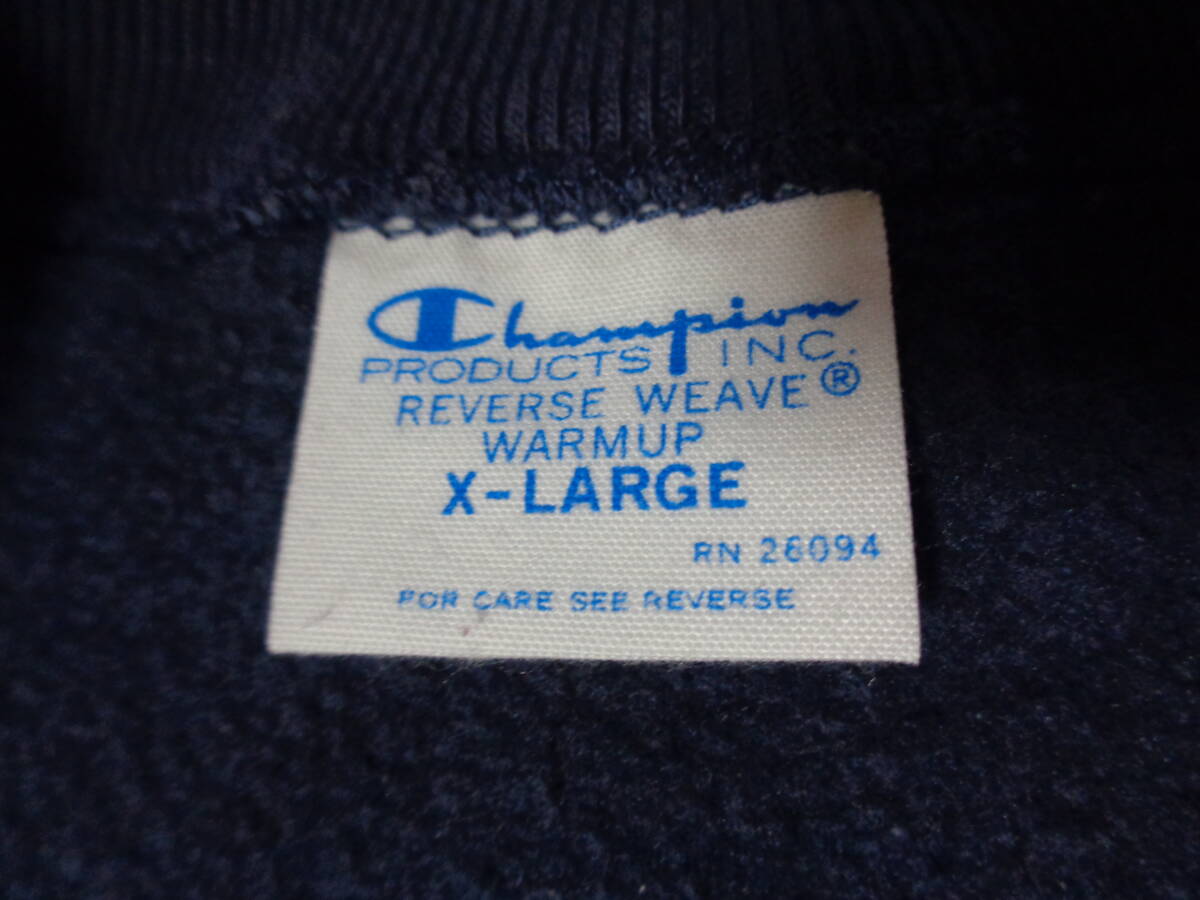 Champion
PRODUCTS INC.
REVERSE WEAVE ®
WARMUP
X-LARGE
RN 26094
FOR CARE SEE REVERSE